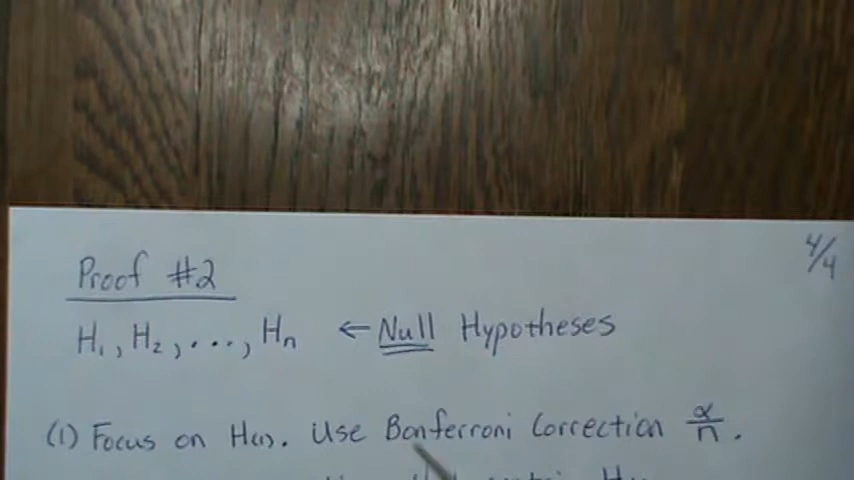 4/4
Proof #2
H₁, H₂, ..., Hₙ ← Null Hypotheses
(1) Focus on H(1). Use Bonferroni Correction α/n.